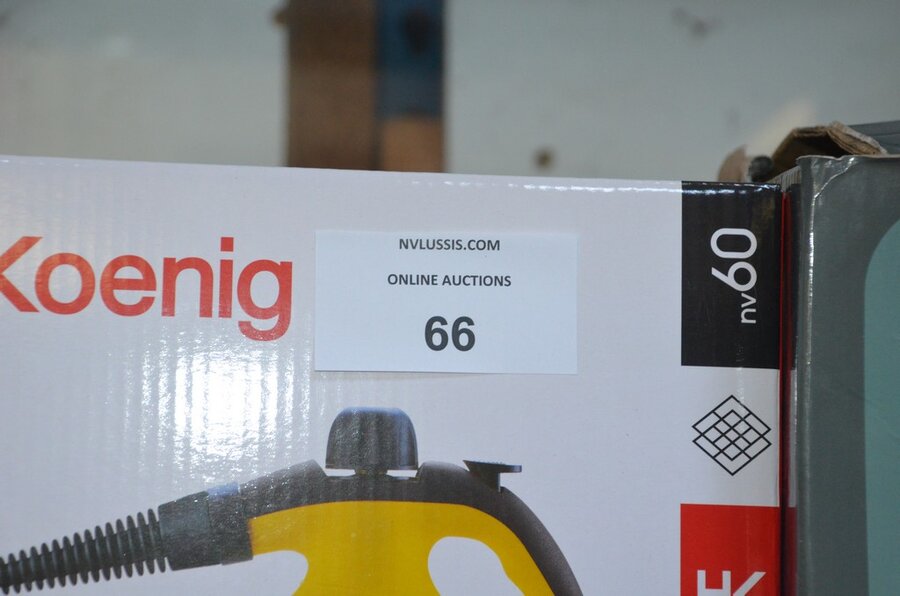 Koenig
NVLUSSIS.COM
ONLINE AUCTIONS
66
nv60